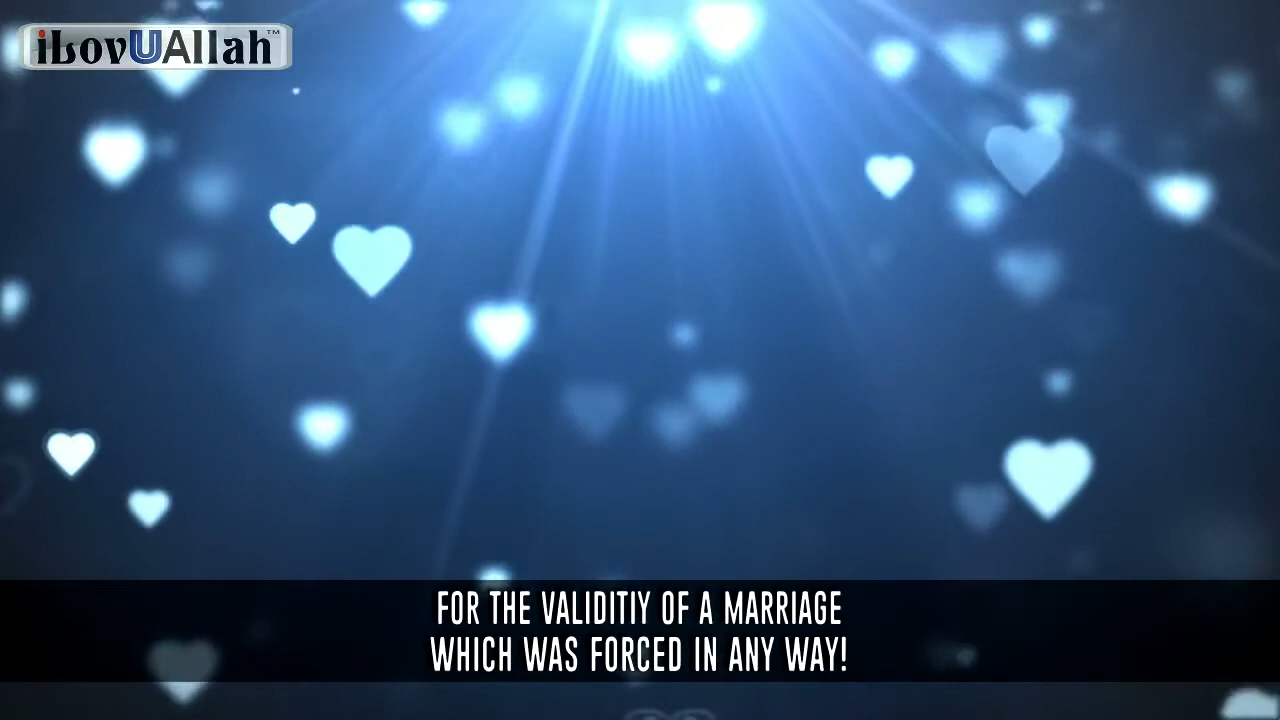 iLovUAllah™
FOR THE VALIDITIY OF A MARRIAGE
WHICH WAS FORCED IN ANY WAY!